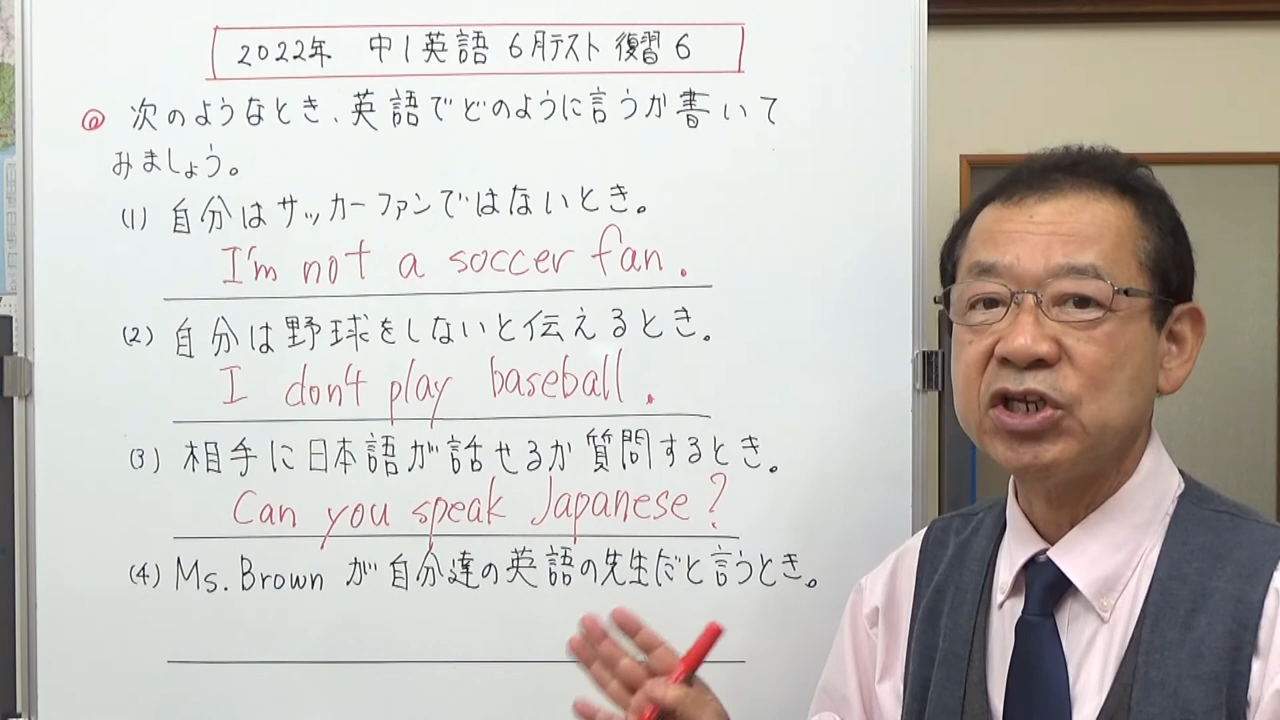 2022年 中1英語 6月テスト 復習6
◎ 次のようなとき、英語でどのように言うか書いて
みましょう。
(1) 自分はサッカーファンではないとき。
I'm not a soccer fan.
(2) 自分は野球をしないと伝えるとき。
I don't play baseball.
(3) 相手に日本語が話せるか質問するとき。
Can you speak Japanese?
(4) Ms. Brown が自分達の英語の先生だと言うとき。